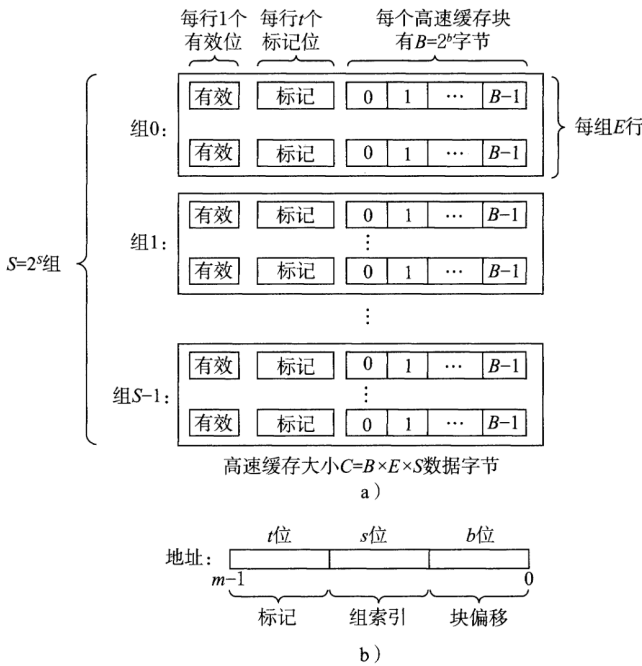 每行1个 每行t个 每个高速缓存块
有效位 标记位 有B=2ᵇ字节
有效 标记 0 1 … B-1
组0: 每组E行
有效 标记 0 1 … B-1
有效 标记 0 1 … B-1
组1: ⋮
有效 标记 0 1 … B-1
S=2ˢ组
⋮
有效 标记 0 1 … B-1
组S-1: ⋮
有效 标记 0 1 … B-1
高速缓存大小C=B×E×S数据字节
a）
t位 s位 b位
地址:
m-1 0
标记 组索引 块偏移
b）